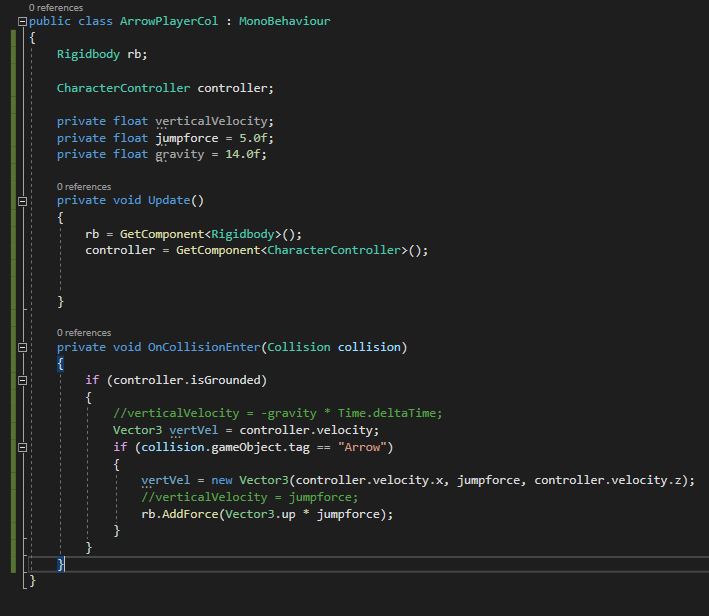 0 references
public class ArrowPlayerCol : MonoBehaviour
{
Rigidbody rb;
CharacterController controller;
private float verticalVelocity;
private float jumpforce = 5.0f;
private float gravity = 14.0f;
0 references
private void Update()
{
rb = GetComponent<Rigidbody>();
controller = GetComponent<CharacterController>();
}
0 references
private void OnCollisionEnter(Collision collision)
{
if (controller.isGrounded)
{
//verticalVelocity = -gravity * Time.deltaTime;
Vector3 vertVel = controller.velocity;
if (collision.gameObject.tag == "Arrow")
{
vertVel = new Vector3(controller.velocity.x, jumpforce, controller.velocity.z);
//verticalVelocity = jumpforce;
rb.AddForce(Vector3.up * jumpforce);
}
}
}
}